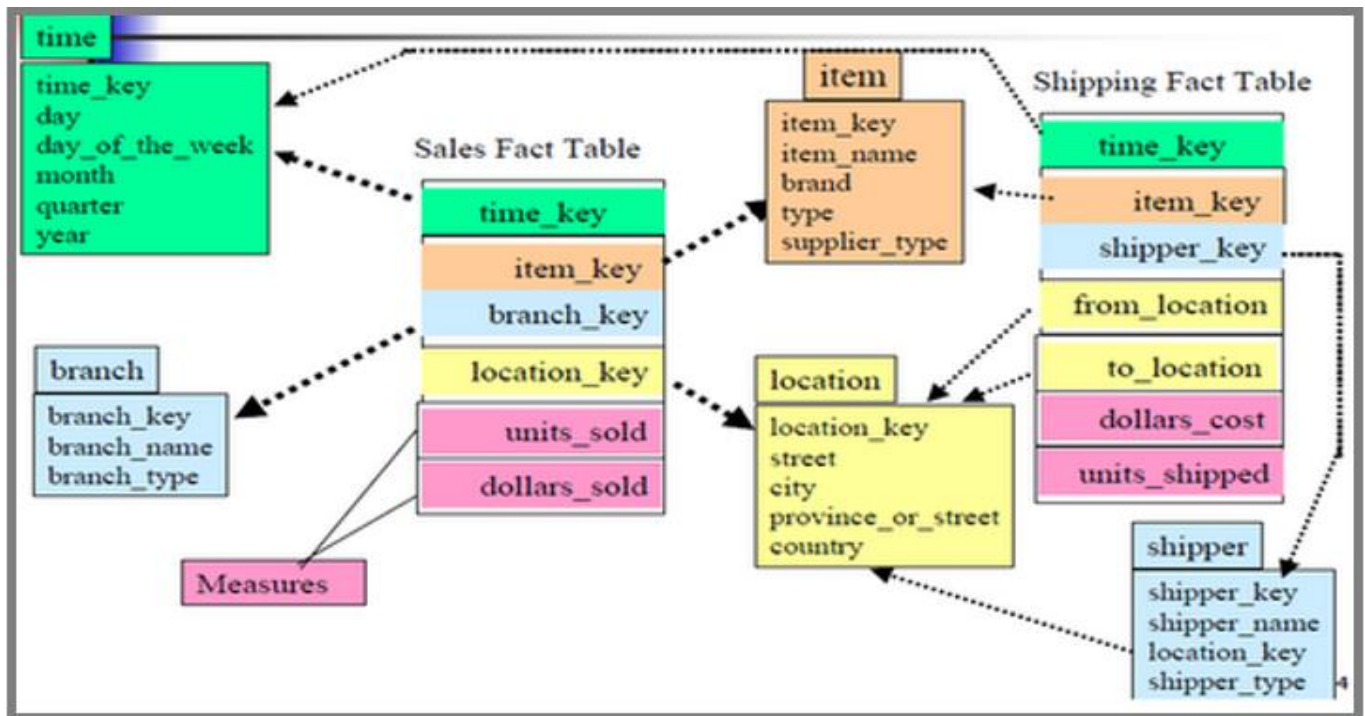 time
time_key
day
day_of_the_week
month
quarter
year
branch
branch_key
branch_name
branch_type
Sales Fact Table
time_key
item_key
branch_key
location_key
units_sold
dollars_sold
Measures
item
item_key
item_name
brand
type
supplier_type
location
location_key
street
city
province_or_street
country
Shipping Fact Table
time_key
item_key
shipper_key
from_location
to_location
dollars_cost
units_shipped
shipper
shipper_key
shipper_name
location_key
shipper_type
4